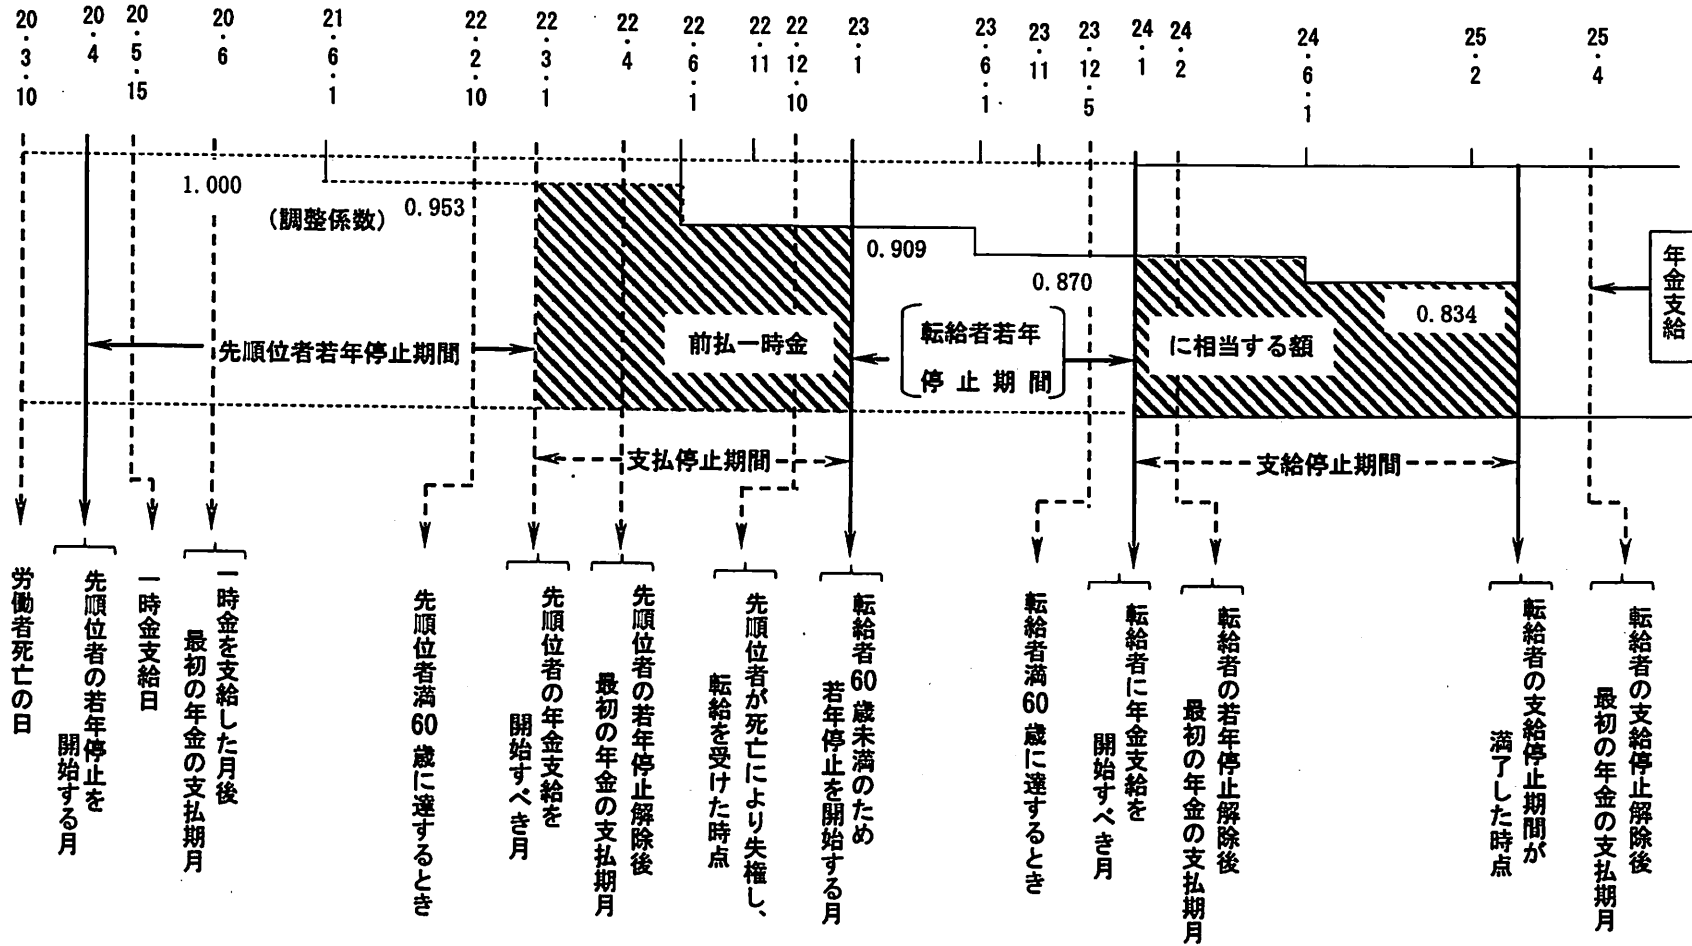 20・3・10
20・4
20・5・15
20・6
21・6・1
22・2・10
22・3・1
22・4
22・6・1
22・11
22・12・10
23・1
23・6・1
23・11
23・12・5
24・1
24・2
24・6・1
25・2
25・4
1.000
(調整係数)
0.953
0.909
0.870
0.834
年金支給
先順位者若年停止期間
前払一時金
転給者若年
停止期間
に相当する額
支払停止期間
支給停止期間
労働者死亡の日
先順位者の若年停止を
開始する月
一時金支給日
一時金を支給した月後
最初の年金の支払期月
先順位者満60歳に達するとき
先順位者の年金支給を
開始すべき月
先順位者の若年停止解除後
最初の年金の支払期月
先順位者が死亡により失権し、
転給を受けた時点
転給者60歳未満のため
若年停止を開始する月
転給者満60歳に達するとき
転給者に年金支給を
開始すべき月
転給者の若年停止解除後
最初の年金の支払期月
転給者の支給停止期間が
満了した時点
転給者の支給停止解除後
最初の年金の支払期月